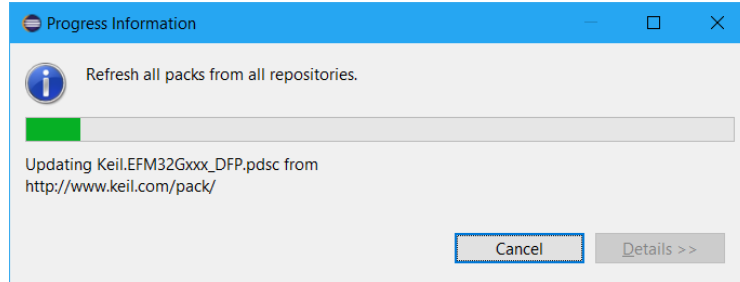 Progress Information
Refresh all packs from all repositories.
Updating Keil.EFM32Gxxx_DFP.pdsc from
http://www.keil.com/pack/
Cancel
Details >>